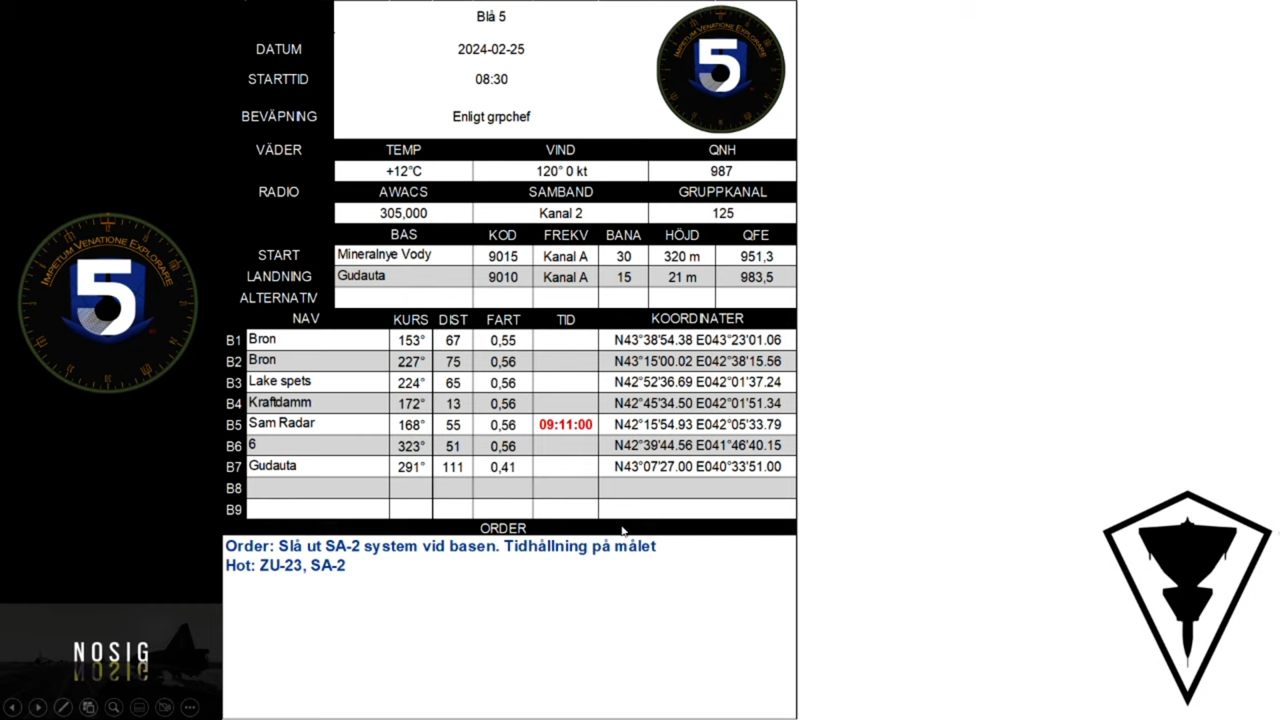 Blå 5
DATUM 2024-02-25
STARTTID 08:30
BEVÄPNING Enligt grpchef
IMPETUM VENATIONE EXPLORARE
5
VÄDER TEMP VIND QNH
+12°C 120° 0 kt 987
RADIO AWACS SAMBAND GRUPPKANAL
305,000 Kanal 2 125
BAS KOD FREKV BANA HÖJD QFE
START Mineralnye Vody 9015 Kanal A 30 320 m 951,3
LANDNING Gudauta 9010 Kanal A 15 21 m 983,5
ALTERNATIV
IMPETUM VENATIONE EXPLORARE
5
NAV KURS DIST FART TID KOORDINATER
B1 Bron 153° 67 0,55 N43°38'54.38 E043°23'01.06
B2 Bron 227° 75 0,56 N43°15'00.02 E042°38'15.56
B3 Lake spets 224° 65 0,56 N42°52'36.69 E042°01'37.24
B4 Kraftdamm 172° 13 0,56 N42°45'34.50 E042°01'51.34
B5 Sam Radar 168° 55 0,56 09:11:00 N42°15'54.93 E042°05'33.79
B6 6 323° 51 0,56 N42°39'44.56 E041°46'40.15
B7 Gudauta 291° 111 0,41 N43°07'27.00 E040°33'51.00
B8
B9
ORDER
Order: Slå ut SA-2 system vid basen. Tidhållning på målet
Hot: ZU-23, SA-2
NOSIG